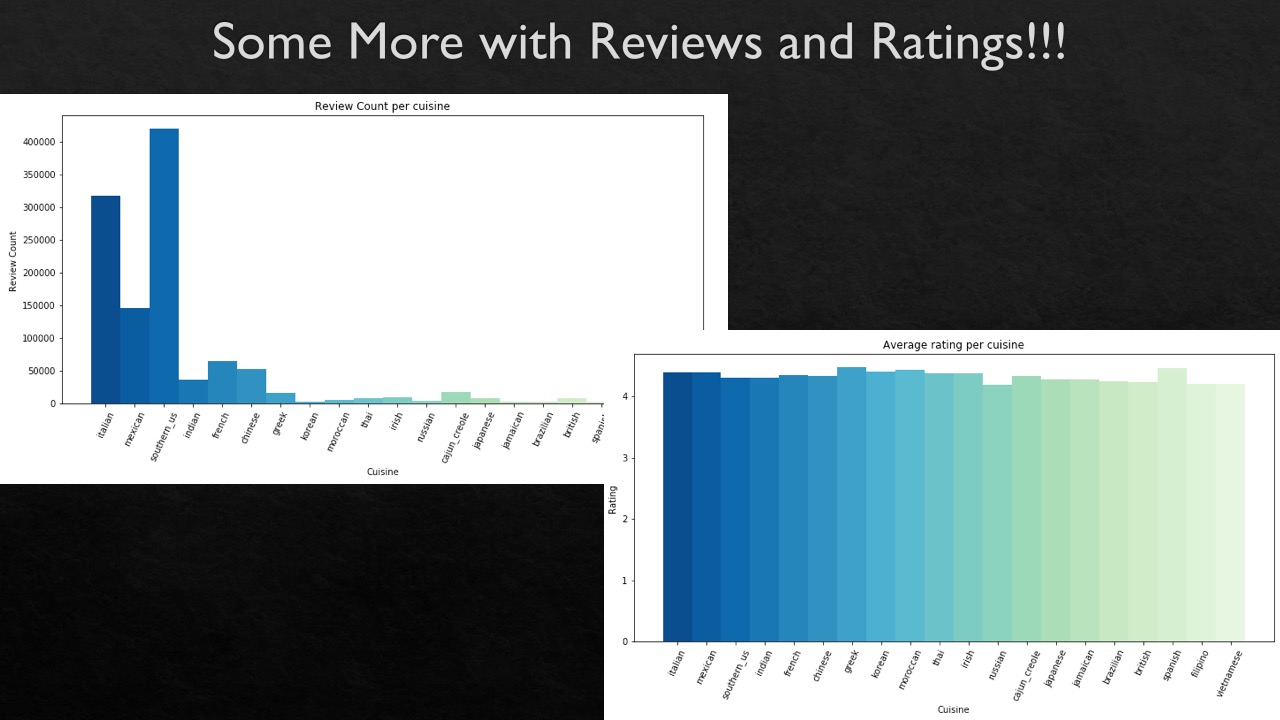 Some More with Reviews and Ratings!!!
Review Count per cuisine
Review Count
400000
350000
300000
250000
200000
150000
100000
50000
0
italian
mexican
southern_us
indian
french
chinese
greek
korean
moroccan
thai
irish
russian
cajun_creole
japanese
jamaican
brazilian
british
Cuisine
Average rating per cuisine
Rating
4
3
2
1
0
italian
mexican
southern_us
indian
french
chinese
greek
korean
moroccan
thai
irish
russian
cajun_creole
japanese
jamaican
brazilian
british
spanish
filipino
vietnamese
Cuisine